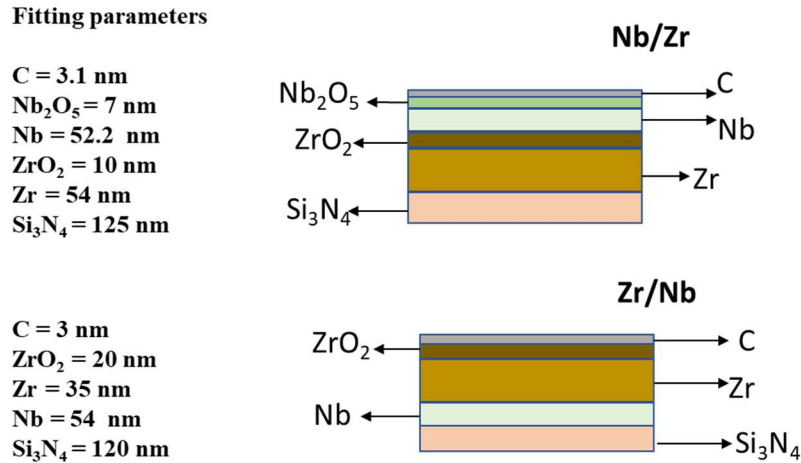 Fitting parameters
C = 3.1 nm
Nb₂O₅ = 7 nm
Nb = 52.2 nm
ZrO₂ = 10 nm
Zr = 54 nm
Si₃N₄ = 125 nm
Nb/Zr
Nb₂O₅
C
Nb
ZrO₂
Zr
Si₃N₄
C = 3 nm
ZrO₂ = 20 nm
Zr = 35 nm
Nb = 54 nm
Si₃N₄ = 120 nm
Zr/Nb
ZrO₂
C
Zr
Nb
Si₃N₄